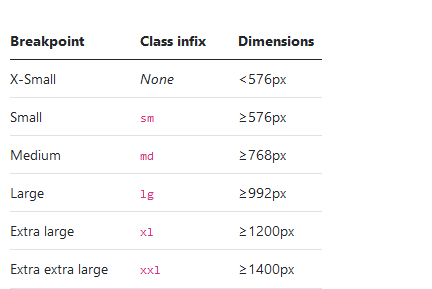 Breakpoint Class infix Dimensions
X-Small None <576px
Small sm ≥576px
Medium md ≥768px
Large lg ≥992px
Extra large xl ≥1200px
Extra extra large xxl ≥1400px